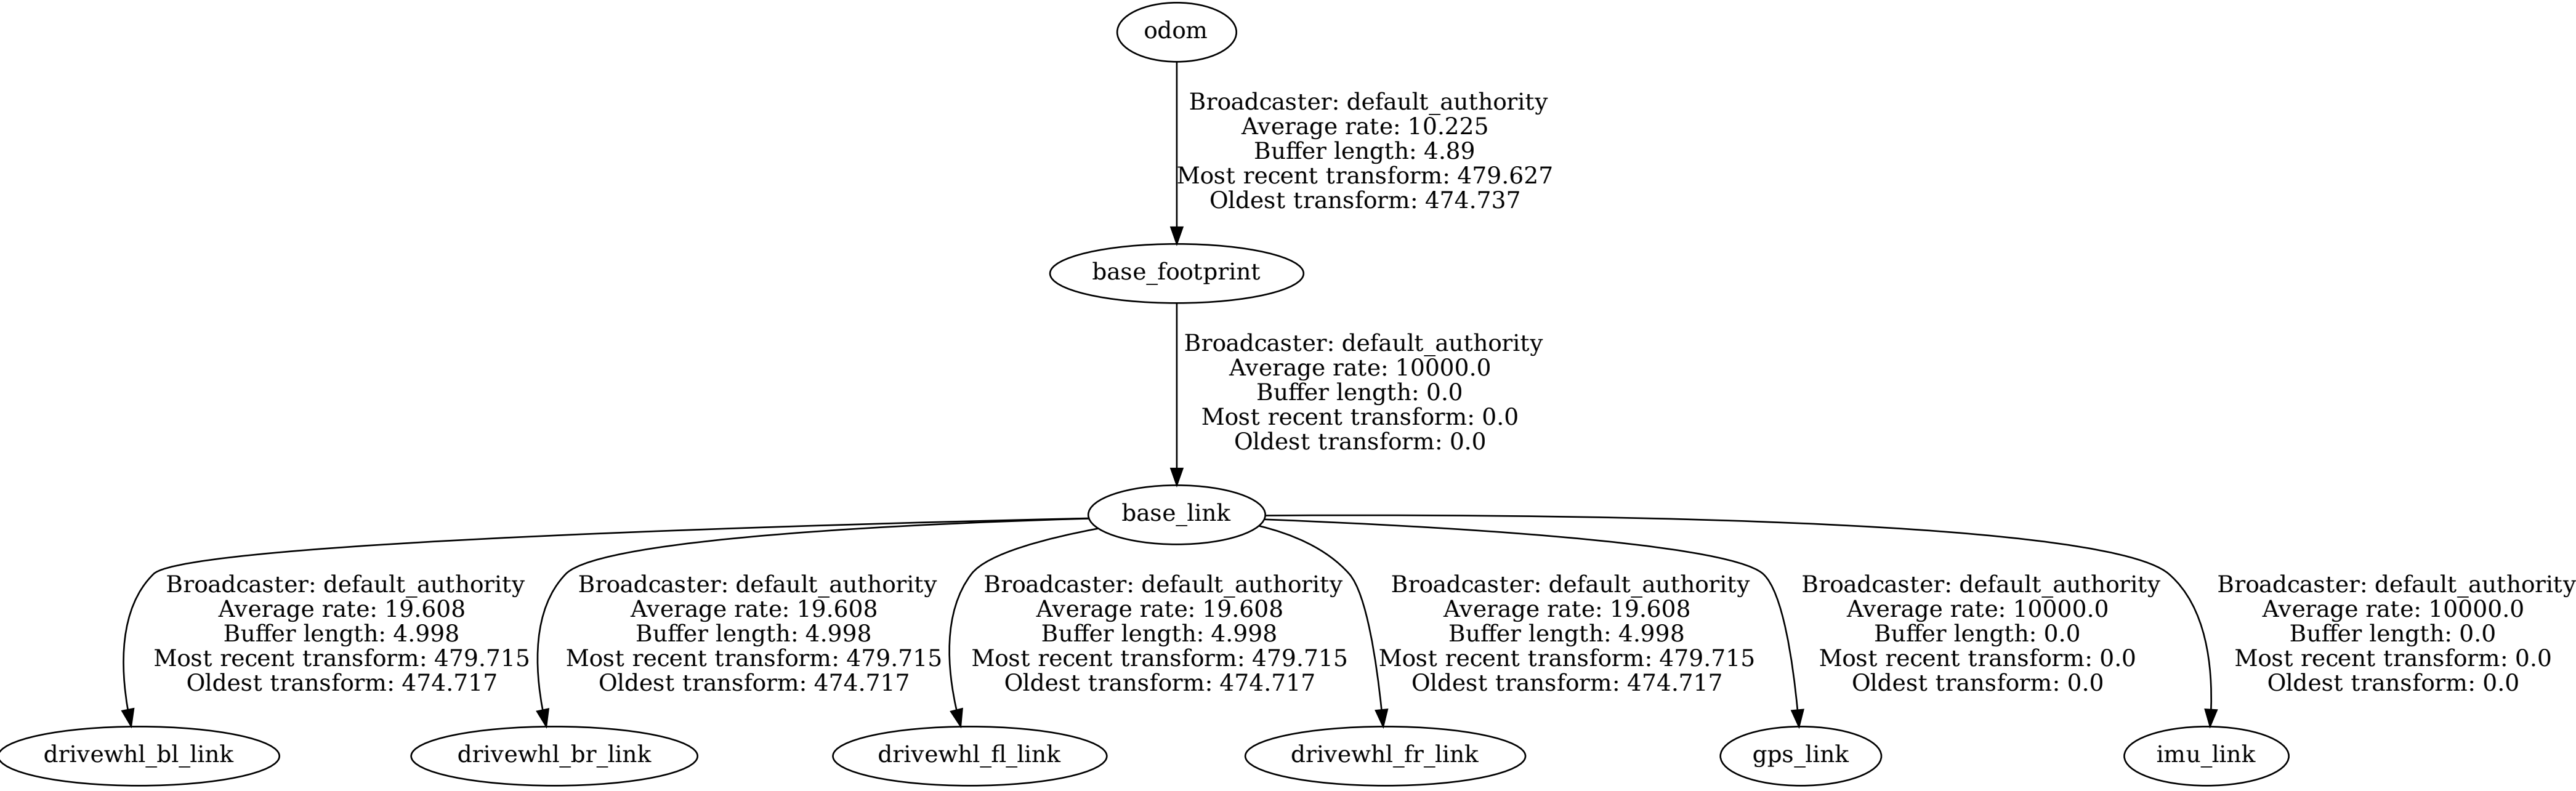 odom
Broadcaster: default_authority
Average rate: 10.225
Buffer length: 4.89
Most recent transform: 479.627
Oldest transform: 474.737
base_footprint
Broadcaster: default_authority
Average rate: 10000.0
Buffer length: 0.0
Most recent transform: 0.0
Oldest transform: 0.0
base_link
Broadcaster: default_authority
Average rate: 19.608
Buffer length: 4.998
Most recent transform: 479.715
Oldest transform: 474.717
Broadcaster: default_authority
Average rate: 19.608
Buffer length: 4.998
Most recent transform: 479.715
Oldest transform: 474.717
Broadcaster: default_authority
Average rate: 19.608
Buffer length: 4.998
Most recent transform: 479.715
Oldest transform: 474.717
Broadcaster: default_authority
Average rate: 19.608
Buffer length: 4.998
Most recent transform: 479.715
Oldest transform: 474.717
Broadcaster: default_authority
Average rate: 10000.0
Buffer length: 0.0
Most recent transform: 0.0
Oldest transform: 0.0
Broadcaster: default_authority
Average rate: 10000.0
Buffer length: 0.0
Most recent transform: 0.0
Oldest transform: 0.0
drivewhl_bl_link
drivewhl_br_link
drivewhl_fl_link
drivewhl_fr_link
gps_link
imu_link